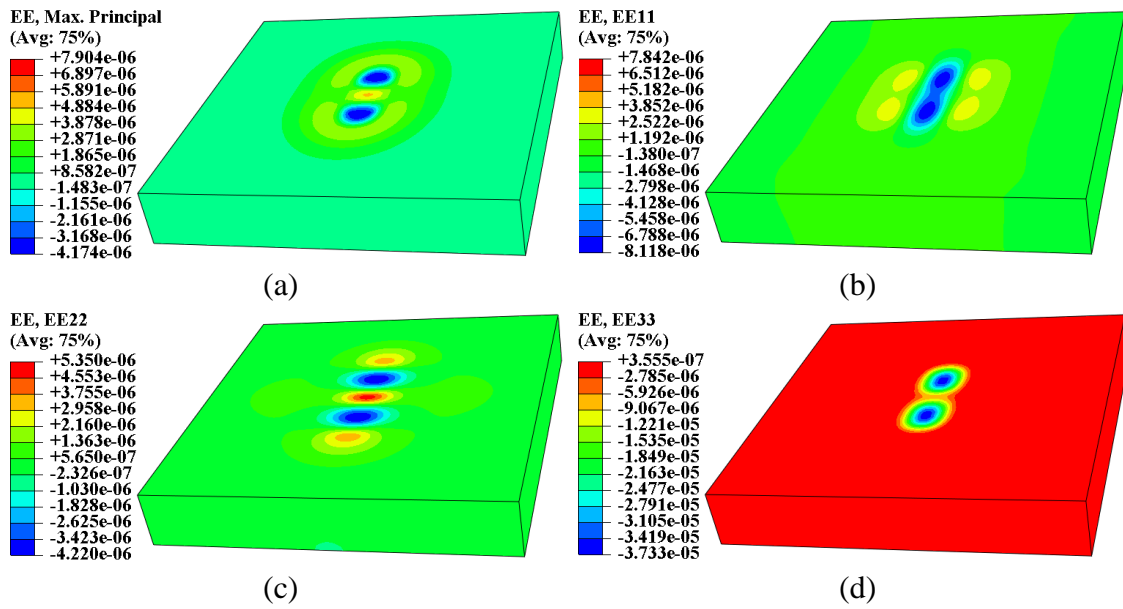 EE, Max. Principal
(Avg: 75%)
+7.904e-06
+6.897e-06
+5.891e-06
+4.884e-06
+3.878e-06
+2.871e-06
+1.865e-06
+8.582e-07
-1.483e-07
-1.155e-06
-2.161e-06
-3.168e-06
-4.174e-06
(a)
EE, EE11
(Avg: 75%)
+7.842e-06
+6.512e-06
+5.182e-06
+3.852e-06
+2.522e-06
+1.192e-06
-1.380e-07
-1.468e-06
-2.798e-06
-4.128e-06
-5.458e-06
-6.788e-06
-8.118e-06
(b)
EE, EE22
(Avg: 75%)
+5.350e-06
+4.553e-06
+3.755e-06
+2.958e-06
+2.160e-06
+1.363e-06
+5.650e-07
-2.326e-07
-1.030e-06
-1.828e-06
-2.625e-06
-3.423e-06
-4.220e-06
(c)
EE, EE33
(Avg: 75%)
+3.555e-07
-2.785e-06
-5.926e-06
-9.067e-06
-1.221e-05
-1.535e-05
-1.849e-05
-2.163e-05
-2.477e-05
-2.791e-05
-3.105e-05
-3.419e-05
-3.733e-05
(d)